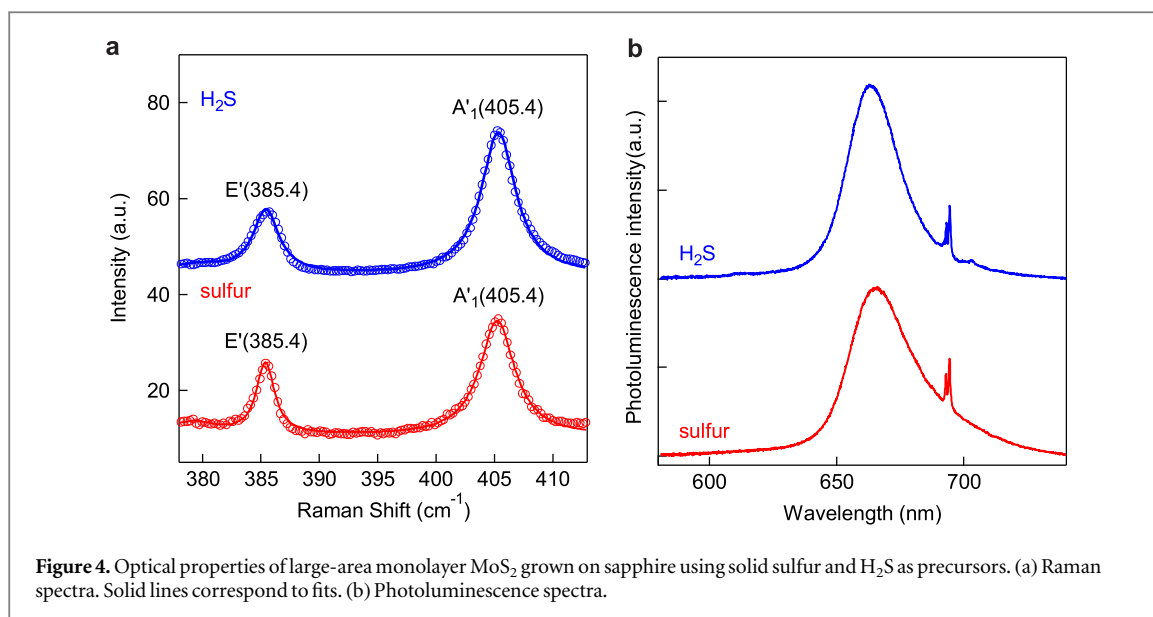 a
80
60
40
20
Intensity (a.u.)
H₂S
E'(385.4)
A'₁(405.4)
sulfur
E'(385.4)
A'₁(405.4)
380 385 390 395 400 405 410
Raman Shift (cm⁻¹)
b
Photoluminescence intensity (a.u.)
H₂S
sulfur
600 650 700
Wavelength (nm)
Figure 4. Optical properties of large-area monolayer MoS₂ grown on sapphire using solid sulfur and H₂S as precursors. (a) Raman
spectra. Solid lines correspond to fits. (b) Photoluminescence spectra.